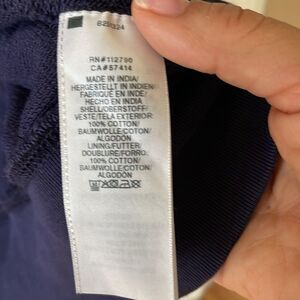 RN#112790
CA#57414
MADE IN INDIA/
HERGESTELLT IN INDIEN/
FABRIQUE EN INDE/
HECHO EN INDIA
SHELL/OBERSTOFF/
VESTE/TELA EXTERIOR:
100% COTTON/
BAUMWOLLE/COTON/
ALGODÓN
LINING/FUTTER/
DOUBLURE/FORRO:
100% COTTON/
BAUMWOLLE/COTON/
ALGODÓN